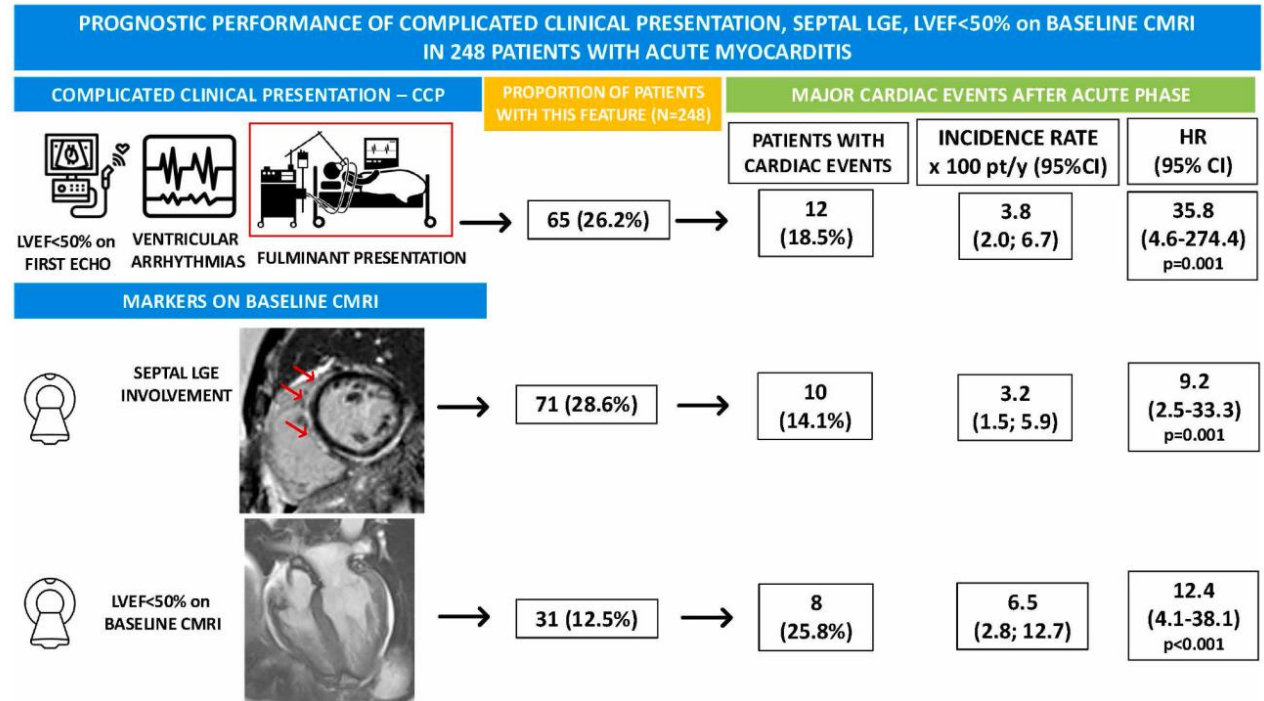 PROGNOSTIC PERFORMANCE OF COMPLICATED CLINICAL PRESENTATION, SEPTAL LGE, LVEF<50% on BASELINE CMRI
IN 248 PATIENTS WITH ACUTE MYOCARDITIS
COMPLICATED CLINICAL PRESENTATION – CCP
PROPORTION OF PATIENTS
WITH THIS FEATURE (N=248)
MAJOR CARDIAC EVENTS AFTER ACUTE PHASE
PATIENTS WITH
CARDIAC EVENTS
INCIDENCE RATE
x 100 pt/y (95%CI)
HR
(95% CI)
LVEF<50% on
FIRST ECHO
VENTRICULAR
ARRHYTHMIAS
FULMINANT PRESENTATION
65 (26.2%)
12
(18.5%)
3.8
(2.0; 6.7)
35.8
(4.6-274.4)
p=0.001
MARKERS ON BASELINE CMRI
SEPTAL LGE
INVOLVEMENT
71 (28.6%)
10
(14.1%)
3.2
(1.5; 5.9)
9.2
(2.5-33.3)
p=0.001
LVEF<50% on
BASELINE CMRI
31 (12.5%)
8
(25.8%)
6.5
(2.8; 12.7)
12.4
(4.1-38.1)
p<0.001